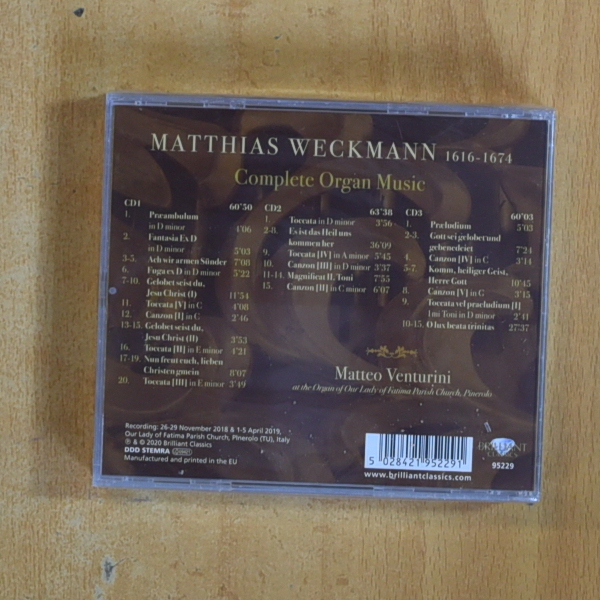 MATTHIAS WECKMANN 1616-1674
Complete Organ Music
CD1 60'50
1. Præambulum
in D minor 4'06
2. Fantasia Ex D
in D minor 5'03
3-5. Ach wir armen Sünder 7'08
6. Fuga ex D in D minor 5'22
7-10. Gelobet seist du,
Jesu Christ (I) 11'54
11. Toccata [V] in C 4'08
12. Canzon [I] in C 2'46
13-15. Gelobet seist du,
Jesu Christ (II) 3'53
16. Toccata [II] in E minor 4'21
17-19. Nun freut euch, lieben
Christen gmein 8'07
20. Toccata [III] in E minor 3'49
CD2 63'38
1. Toccata in D minor 3'56
2-8. Es ist das Heil uns
kommen her 36'09
9. Toccata [IV] in A minor 5'45
10. Canzon [III] in D minor 3'37
11-14. Magnificat II. Toni 7'55
15. Canzon [II] in C minor 6'07
CD3 60'03
1. Præludium 5'03
2-3. Gott sei gelobet und
gebenedeiet 7'24
4. Canzon [IV] in C 3'14
5-7. Komm, heiliger Geist,
Herre Gott 10'45
8. Canzon [V] in C 3'15
9. Toccata vel præludium [I]
1mi Toni in D minor 2'41
10-15. O lux beata trinitas 27'37
Matteo Venturini
at the Organ of Our Lady of Fatima Parish Church, Pinerolo
Recording: 26-29 November 2018 & 1-5 April 2019,
Our Lady of Fatima Parish Church, Pinerolo (TU), Italy
℗ & © 2020 Brilliant Classics
DDD STEMRA
Manufactured and printed in the EU
5 028421 952291
www.brilliantclassics.com
BRILLIANT
CLASSICS
95229